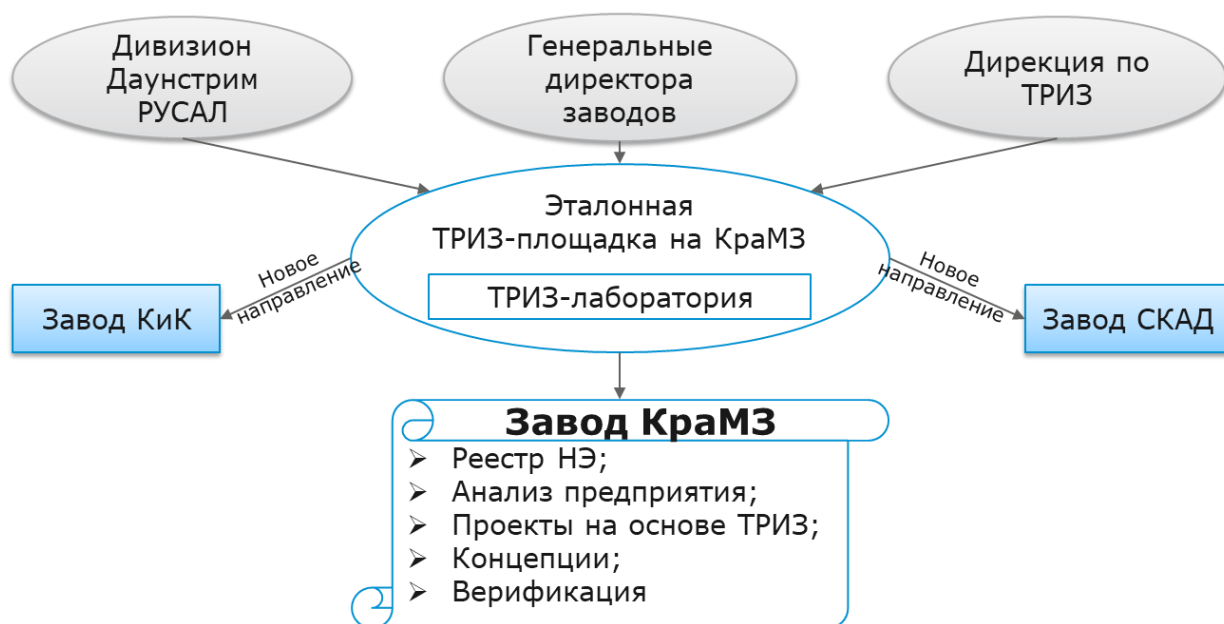 Дивизион
Даунстрим
РУСАЛ
Генеральные
директора
заводов
Дирекция по
ТРИЗ
Эталонная
ТРИЗ-площадка на КраМЗ
ТРИЗ-лаборатория
Новое
направление
Новое
направление
Завод КиК
Завод СКАД
Завод КраМЗ
➢ Реестр НЭ;
➢ Анализ предприятия;
➢ Проекты на основе ТРИЗ;
➢ Концепции;
➢ Верификация